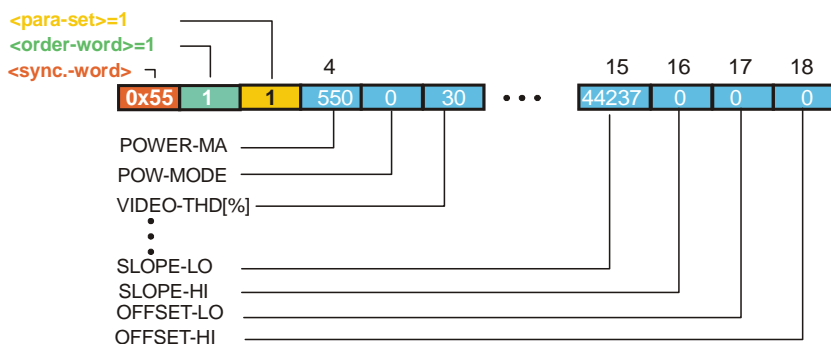 <para-set>=1
<order-word>=1
<sync.-word>
4 15 16 17 18
0x55 1 1 550 0 30 • • • 44237 0 0 0
POWER-MA
POW-MODE
VIDEO-THD[%]
SLOPE-LO
SLOPE-HI
OFFSET-LO
OFFSET-HI